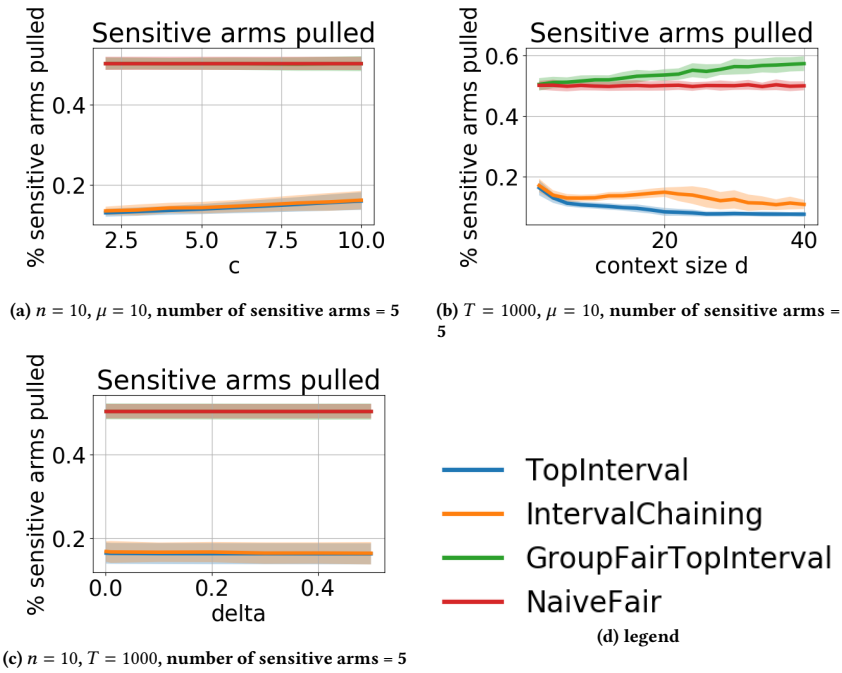 Sensitive arms pulled
% sensitive arms pulled
0.4
0.2
2.5 5.0 7.5 10.0
c
(a) n = 10, μ = 10, number of sensitive arms = 5
Sensitive arms pulled
% sensitive arms pulled
0.6
0.4
0.2
20 40
context size d
(b) T = 1000, μ = 10, number of sensitive arms =
5
Sensitive arms pulled
% sensitive arms pulled
0.4
0.2
0.0 0.2 0.4
delta
(c) n = 10, T = 1000, number of sensitive arms = 5
TopInterval
IntervalChaining
GroupFairTopInterval
NaiveFair
(d) legend